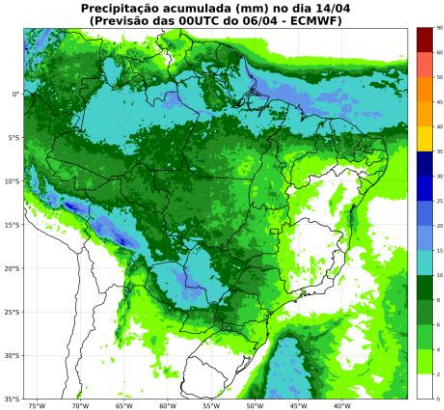 Precipitação acumulada (mm) no dia 14/04
(Previsão das 00UTC do 06/04 - ECMWF)
90
60
50
40
35
30
25
20
15
10
8
6
4
2
0
0°
5°S
10°S
15°S
20°S
25°S
30°S
35°S
75°W
70°W
65°W
60°W
55°W
50°W
45°W
40°W